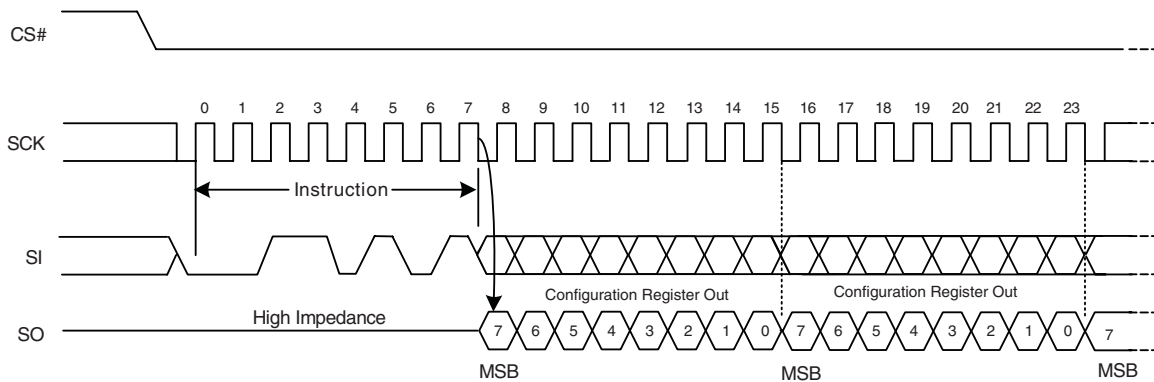 CS#
0 1 2 3 4 5 6 7 8 9 10 11 12 13 14 15 16 17 18 19 20 21 22 23
SCK
Instruction
SI
Configuration Register Out Configuration Register Out
High Impedance
SO 7 6 5 4 3 2 1 0 7 6 5 4 3 2 1 0 7
MSB MSB MSB